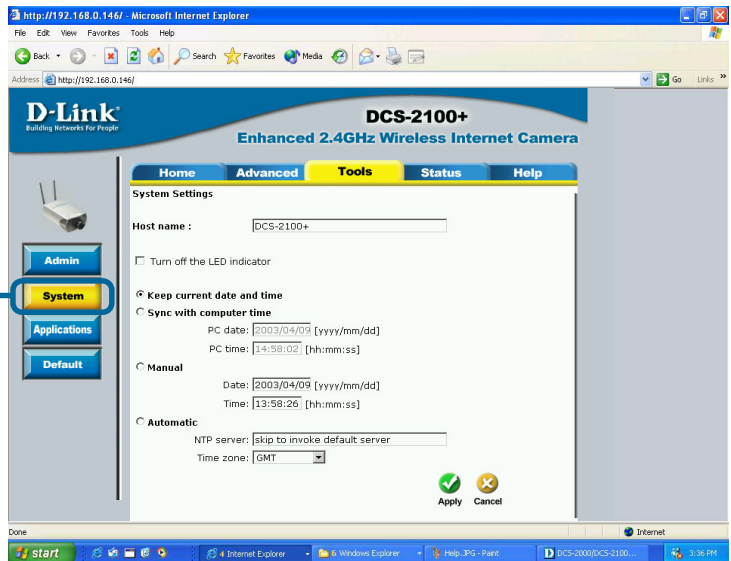 http://192.168.0.146/ - Microsoft Internet Explorer
File Edit View Favorites Tools Help
Back Search Favorites Media
Address http://192.168.0.146/ Go Links »
D-Link
Building Networks for People
DCS-2100+
Enhanced 2.4GHz Wireless Internet Camera
Home Advanced Tools Status Help
Admin
System
Applications
Default
System Settings
Host name : DCS-2100+
Turn off the LED indicator
Keep current date and time
Sync with computer time
PC date: 2003/04/09 [yyyy/mm/dd]
PC time: 14:58:02 [hh:mm:ss]
Manual
Date: 2003/04/09 [yyyy/mm/dd]
Time: 13:58:26 [hh:mm:ss]
Automatic
NTP server: skip to invoke default server
Time zone: GMT
Apply Cancel
Done Internet
start 4 Internet Explorer 6 Windows Explorer Help.JPG - Paint DCS-2000/DCS-2100... 3:36 PM